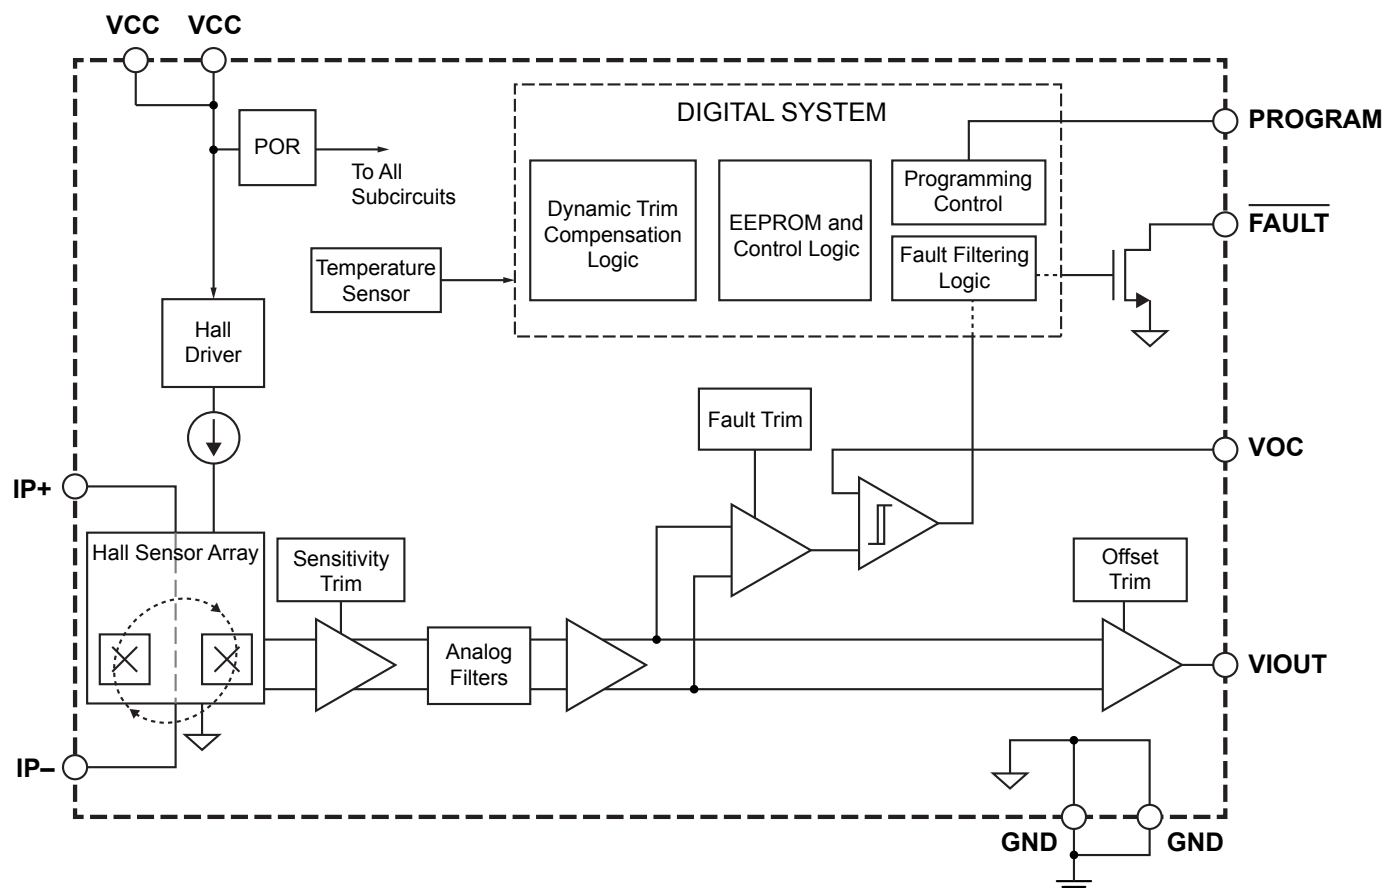 VCC
VCC
DIGITAL SYSTEM
PROGRAM
POR
To All
Subcircuits
Programming
Control
Dynamic Trim
Compensation
Logic
EEPROM and
Control Logic
FAULT
Fault Filtering
Logic
Temperature
Sensor
Hall
Driver
Fault Trim
VOC
IP+
Hall Sensor Array
Sensitivity
Trim
Offset
Trim
Analog
Filters
VIOUT
IP–
GND
GND